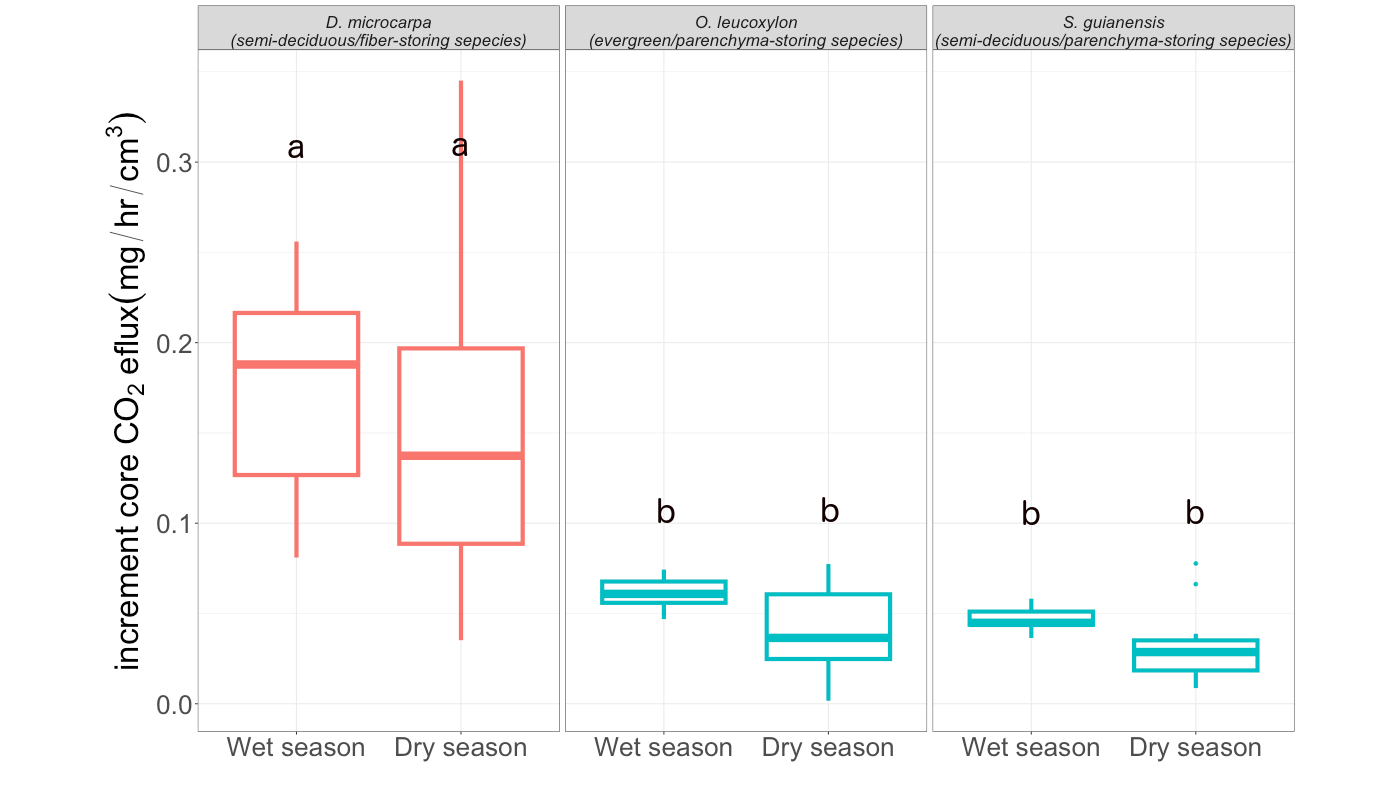 D. microcarpa
(semi-deciduous/fiber-storing sepecies)
O. leucoxylon
(evergreen/parenchyma-storing sepecies)
S. guianensis
(semi-deciduous/parenchyma-storing sepecies)
increment core CO₂ eflux(mg/hr/cm³)
0.3
0.2
0.1
0.0
a
a
b
b
b
b
Wet season
Dry season
Wet season
Dry season
Wet season
Dry season